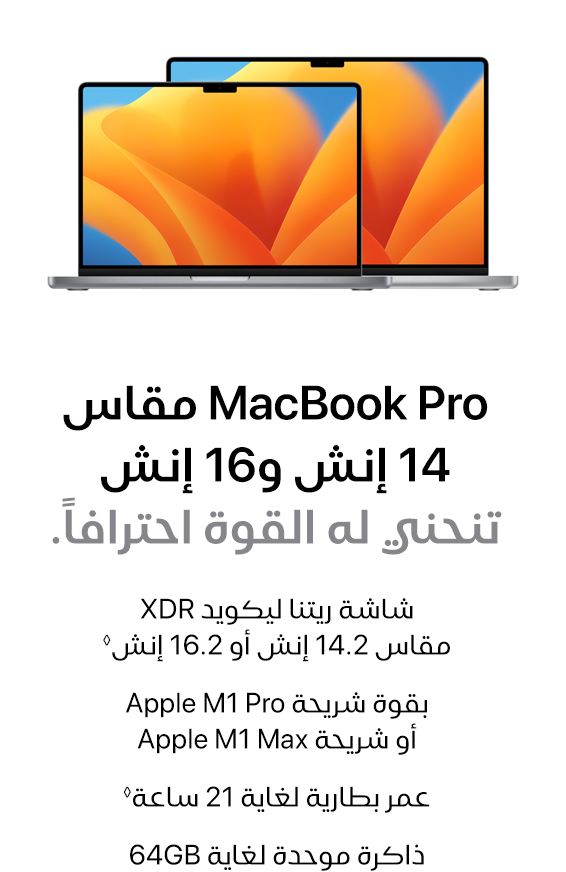 MacBook Pro مقاس
14 إنش و16 إنش
تنحني له القوة احترافاً.
شاشة ريتنا ليكويد XDR
مقاس 14.2 إنش أو 16.2 إنش◊
بقوة شريحة Apple M1 Pro
أو شريحة Apple M1 Max
عمر بطارية لغاية 21 ساعة◊
ذاكرة موحدة لغاية 64GB